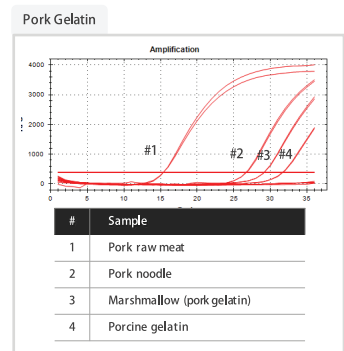 Pork Gelatin
Amplification
4000
3000
2000
1000
0
#1
#2
#3
#4
0 5 10 15 20 25 30 35
# Sample
1 Pork raw meat
2 Pork noodle
3 Marshmallow (pork gelatin)
4 Porcine gelatin